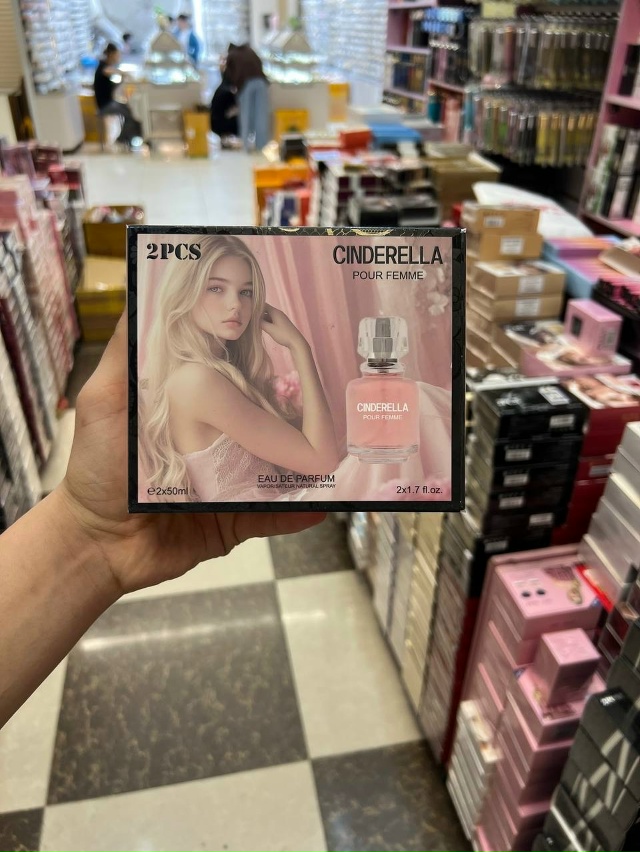 2PCS
CINDERELLA
POUR FEMME
CINDERELLA
POUR FEMME
EAU DE PARFUM
VAPORISATEUR NATURAL SPRAY
℮2x50ml
2x1.7 fl.oz.